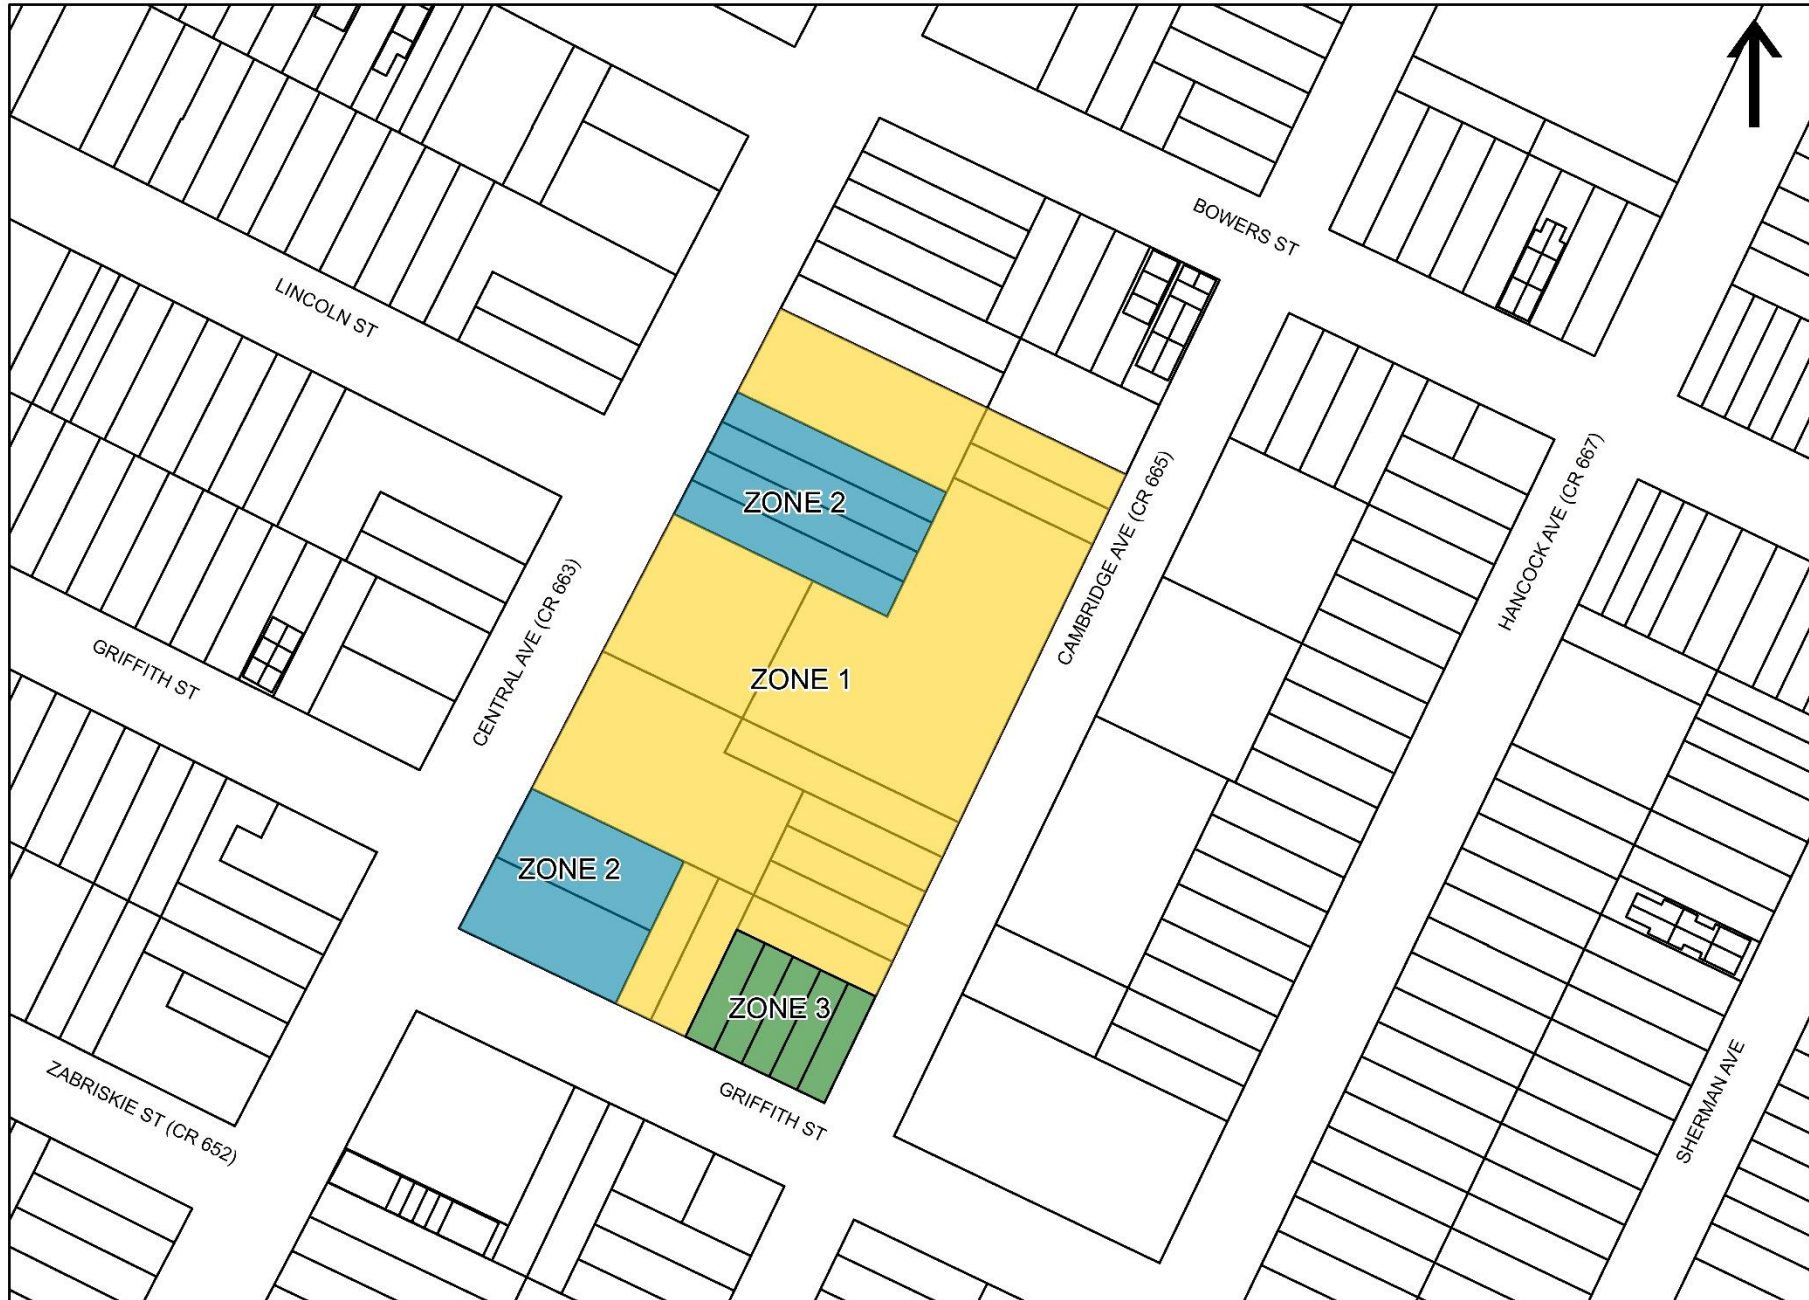 BOWERS ST
LINCOLN ST
HANCOCK AVE (CR 667)
CAMBRIDGE AVE (CR 665)
ZONE 2
CENTRAL AVE (CR 663)
GRIFFITH ST
ZONE 1
ZONE 2
ZONE 3
ZABRISKIE ST (CR 652)
GRIFFITH ST
SHERMAN AVE